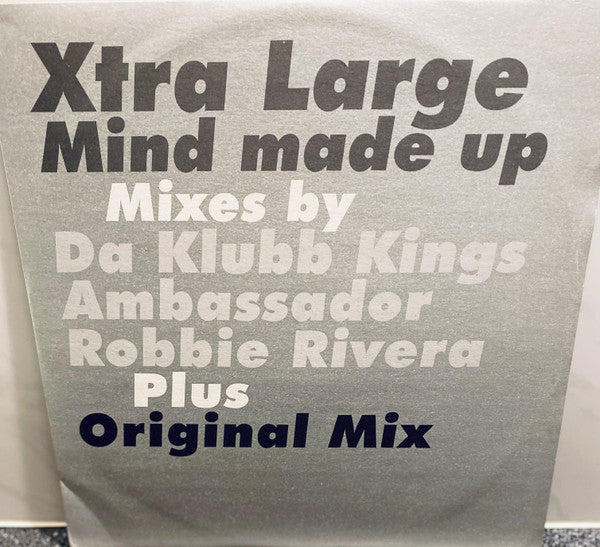 Xtra Large
Mind made up
Mixes by
Da Klubb Kings
Ambassador
Robbie Rivera
Plus
Original Mix